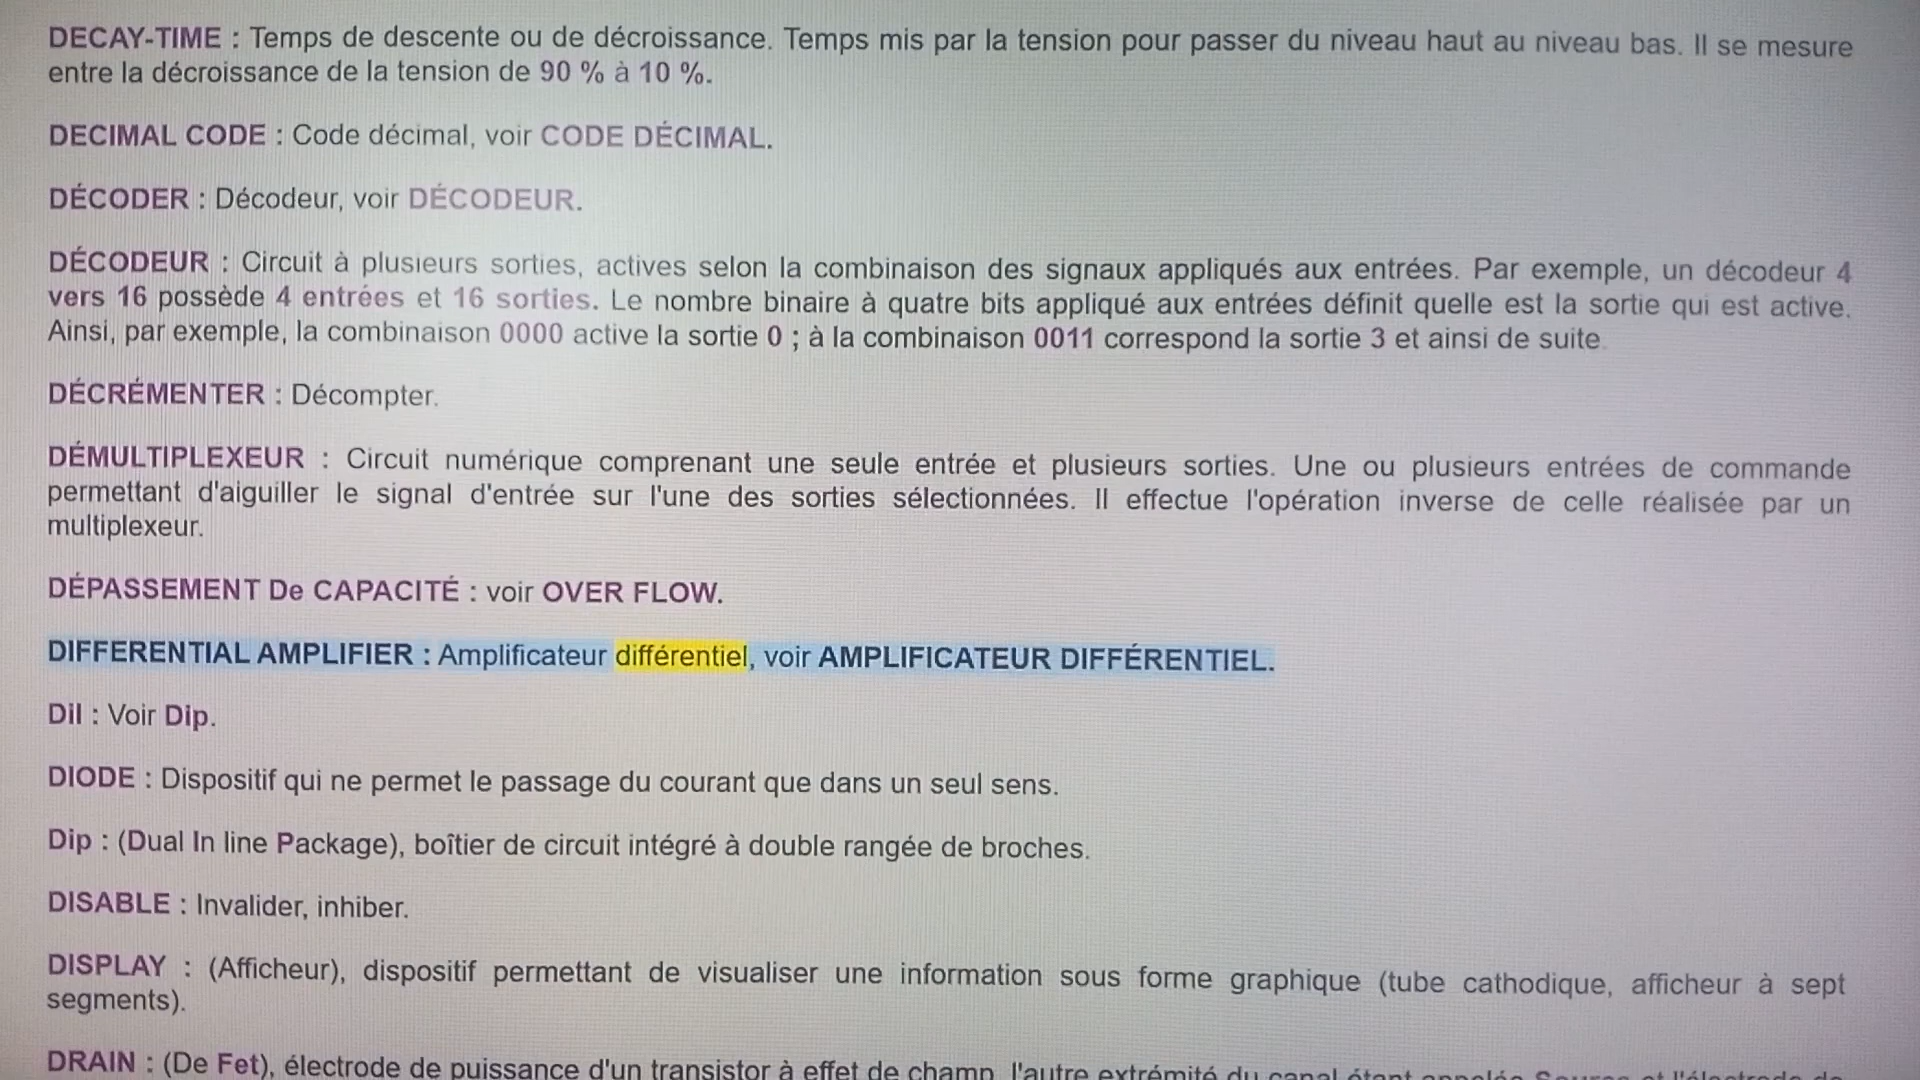 DECAY-TIME : Temps de descente ou de décroissance. Temps mis par la tension pour passer du niveau haut au niveau bas. Il se mesure
entre la décroissance de la tension de 90 % à 10 %.
DECIMAL CODE : Code décimal, voir CODE DÉCIMAL.
DÉCODER : Décodeur, voir DÉCODEUR.
DÉCODEUR : Circuit à plusieurs sorties, actives selon la combinaison des signaux appliqués aux entrées. Par exemple, un décodeur 4
vers 16 possède 4 entrées et 16 sorties. Le nombre binaire à quatre bits appliqué aux entrées définit quelle est la sortie qui est active.
Ainsi, par exemple, la combinaison 0000 active la sortie 0 ; à la combinaison 0011 correspond la sortie 3 et ainsi de suite.
DÉCRÉMENTER : Décompter.
DÉMULTIPLEXEUR : Circuit numérique comprenant une seule entrée et plusieurs sorties. Une ou plusieurs entrées de commande
permettant d'aiguiller le signal d'entrée sur l'une des sorties sélectionnées. Il effectue l'opération inverse de celle réalisée par un
multiplexeur.
DÉPASSEMENT De CAPACITÉ : voir OVER FLOW.
DIFFERENTIAL AMPLIFIER : Amplificateur différentiel, voir AMPLIFICATEUR DIFFÉRENTIEL.
Dil : Voir Dip.
DIODE : Dispositif qui ne permet le passage du courant que dans un seul sens.
Dip : (Dual In line Package), boîtier de circuit intégré à double rangée de broches.
DISABLE : Invalider, inhiber.
DISPLAY : (Afficheur), dispositif permettant de visualiser une information sous forme graphique (tube cathodique, afficheur à sept
segments).
DRAIN : (De Fet), électrode de puissance d'un transistor à effet de champ, l'autre extrémité du canal étant appelée Source et l'électrode de